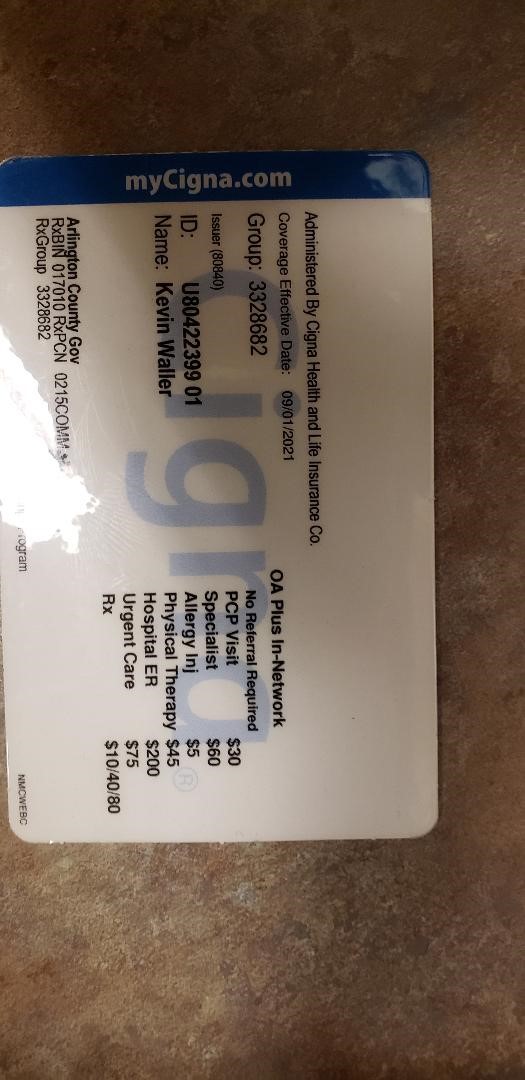 myCigna.com
Administered By Cigna Health and Life Insurance Co.
Coverage Effective Date: 09/01/2021
Group: 3328682
Issuer (80840)
ID: U80422399 01
Name: Kevin Waller
Arlington County Gov
RxBIN 017010 RxPCN 0215COMM
RxGroup 3328682
Cigna®
OA Plus In-Network
No Referral Required
PCP Visit $30
Specialist $60
Allergy Inj $5
Physical Therapy $45
Hospital ER $200
Urgent Care $75
Rx $10/40/80
NMCWEBC